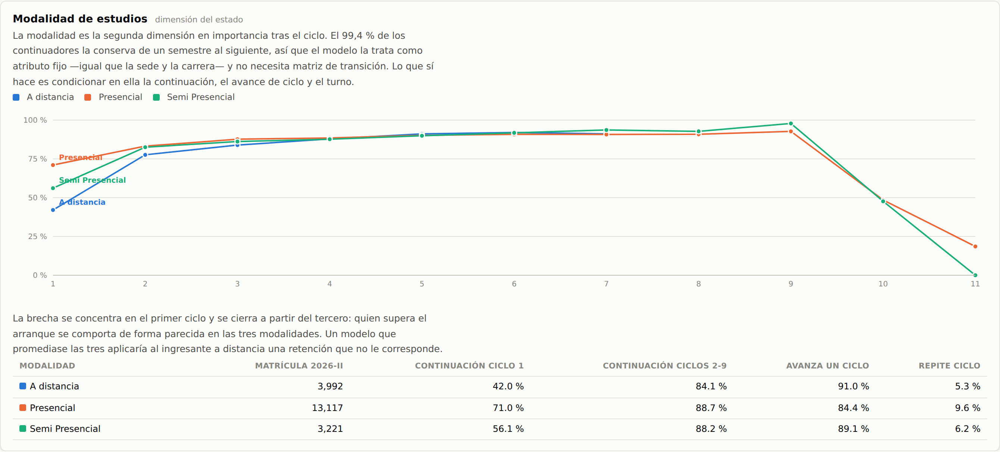 Modalidad de estudios dimensión del estado
La modalidad es la segunda dimensión en importancia tras el ciclo. El 99,4 % de los
continuadores la conserva de un semestre al siguiente, así que el modelo la trata como
atributo fijo —igual que la sede y la carrera— y no necesita matriz de transición. Lo que sí
hace es condicionar en ella la continuación, el avance de ciclo y el turno.
A distancia Presencial Semi Presencial
100 %
75 %
Presencial
Semi Presencial
50 %
A distancia
25 %
0 %
1 2 3 4 5 6 7 8 9 10 11
La brecha se concentra en el primer ciclo y se cierra a partir del tercero: quien supera el
arranque se comporta de forma parecida en las tres modalidades. Un modelo que
promediase las tres aplicaría al ingresante a distancia una retención que no le corresponde.
MODALIDAD MATRÍCULA 2026-II CONTINUACIÓN CICLO 1 CONTINUACIÓN CICLOS 2-9 AVANZA UN CICLO REPITE CICLO
A distancia 3,992 42.0 % 84.1 % 91.0 % 5.3 %
Presencial 13,117 71.0 % 88.7 % 84.4 % 9.6 %
Semi Presencial 3,221 56.1 % 88.2 % 89.1 % 6.2 %